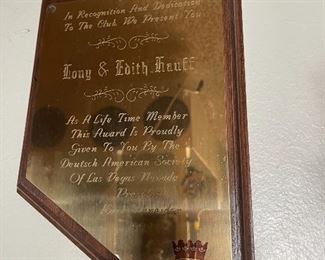 In Recognition And Dedication
To The Club We Present You
Lony & Edith Hauff
As A Life Time Member
This Award Is Proudly
Given To You By The
Deutsch American Society
Of Las Vegas Nevada